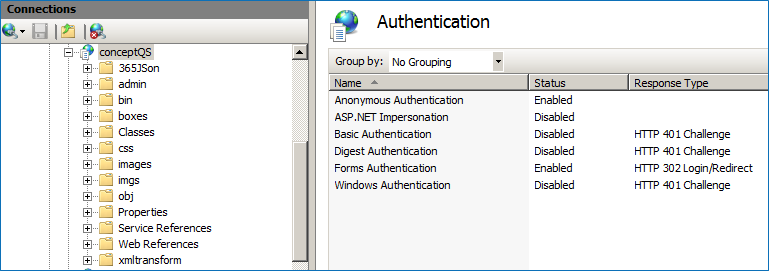 Connections
conceptQS
365JSon
admin
bin
boxes
Classes
css
images
imgs
obj
Properties
Service References
Web References
xmltransform
Authentication
Group by: No Grouping
Name Status Response Type
Anonymous Authentication Enabled
ASP.NET Impersonation Disabled
Basic Authentication Disabled HTTP 401 Challenge
Digest Authentication Disabled HTTP 401 Challenge
Forms Authentication Enabled HTTP 302 Login/Redirect
Windows Authentication Disabled HTTP 401 Challenge